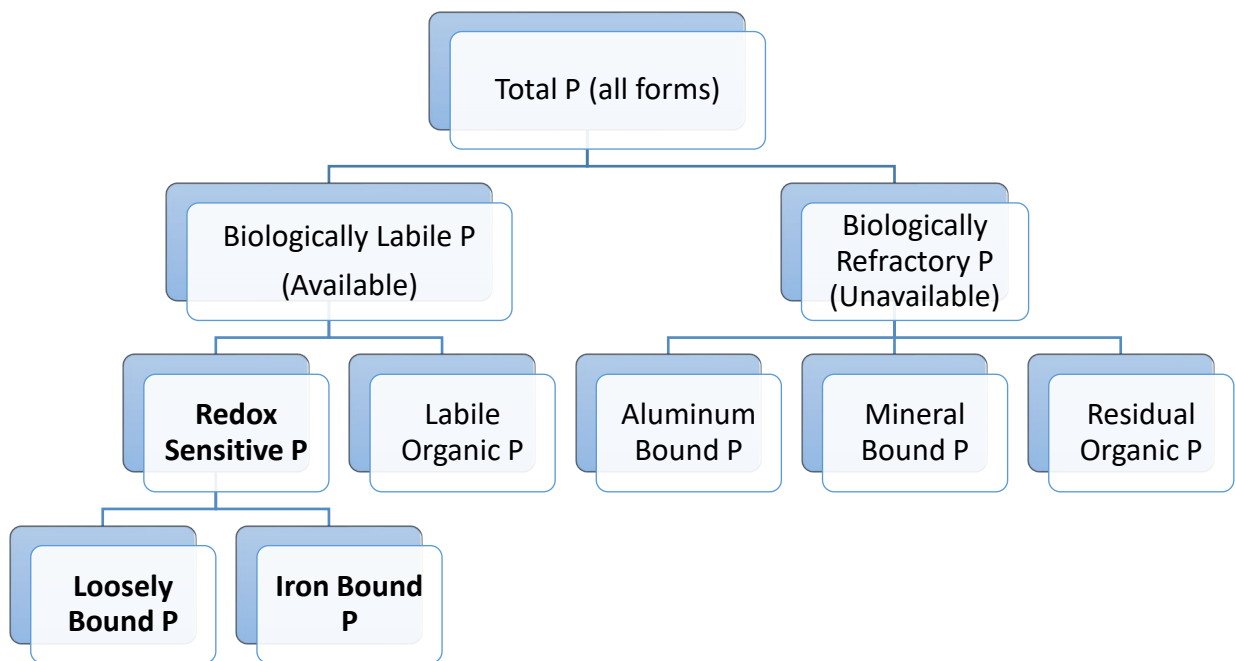 Total P (all forms)
Biologically Labile P
(Available)
Biologically
Refractory P
(Unavailable)
Redox
Sensitive P
Labile
Organic P
Aluminum
Bound P
Mineral
Bound P
Residual
Organic P
Loosely
Bound P
Iron Bound
P